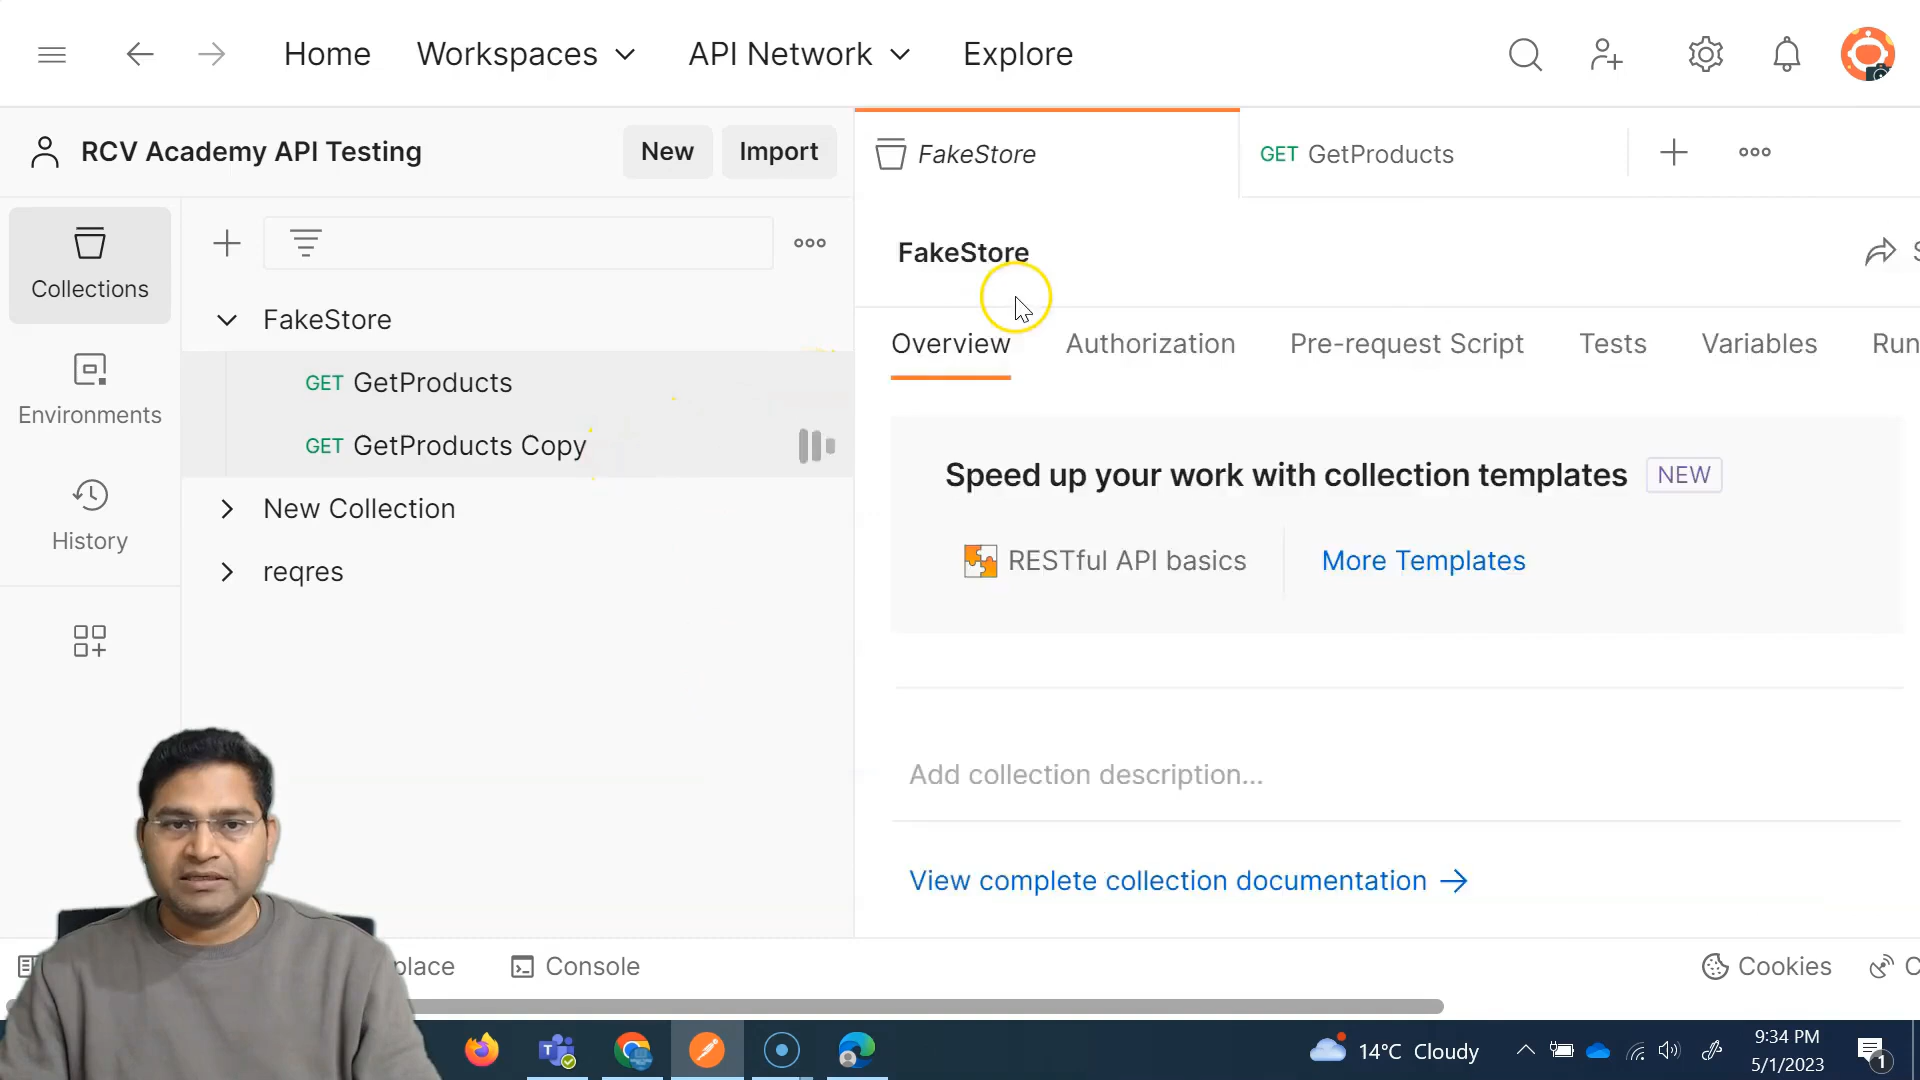 Home Workspaces API Network Explore
RCV Academy API Testing New Import
FakeStore GET GetProducts
Collections
Environments
History
FakeStore
GET GetProducts
GET GetProducts Copy
New Collection
reqres
FakeStore
S
Overview Authorization Pre-request Script Tests Variables Run
Speed up your work with collection templates NEW
RESTful API basics More Templates
Add collection description...
View complete collection documentation →
place Console Cookies C
14°C Cloudy 9:34 PM
5/1/2023
1